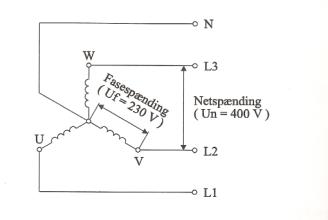 N
W
L3
Fasespænding
( Uf = 230 V )
Netspænding
( Un = 400 V )
U
V
L2
L1